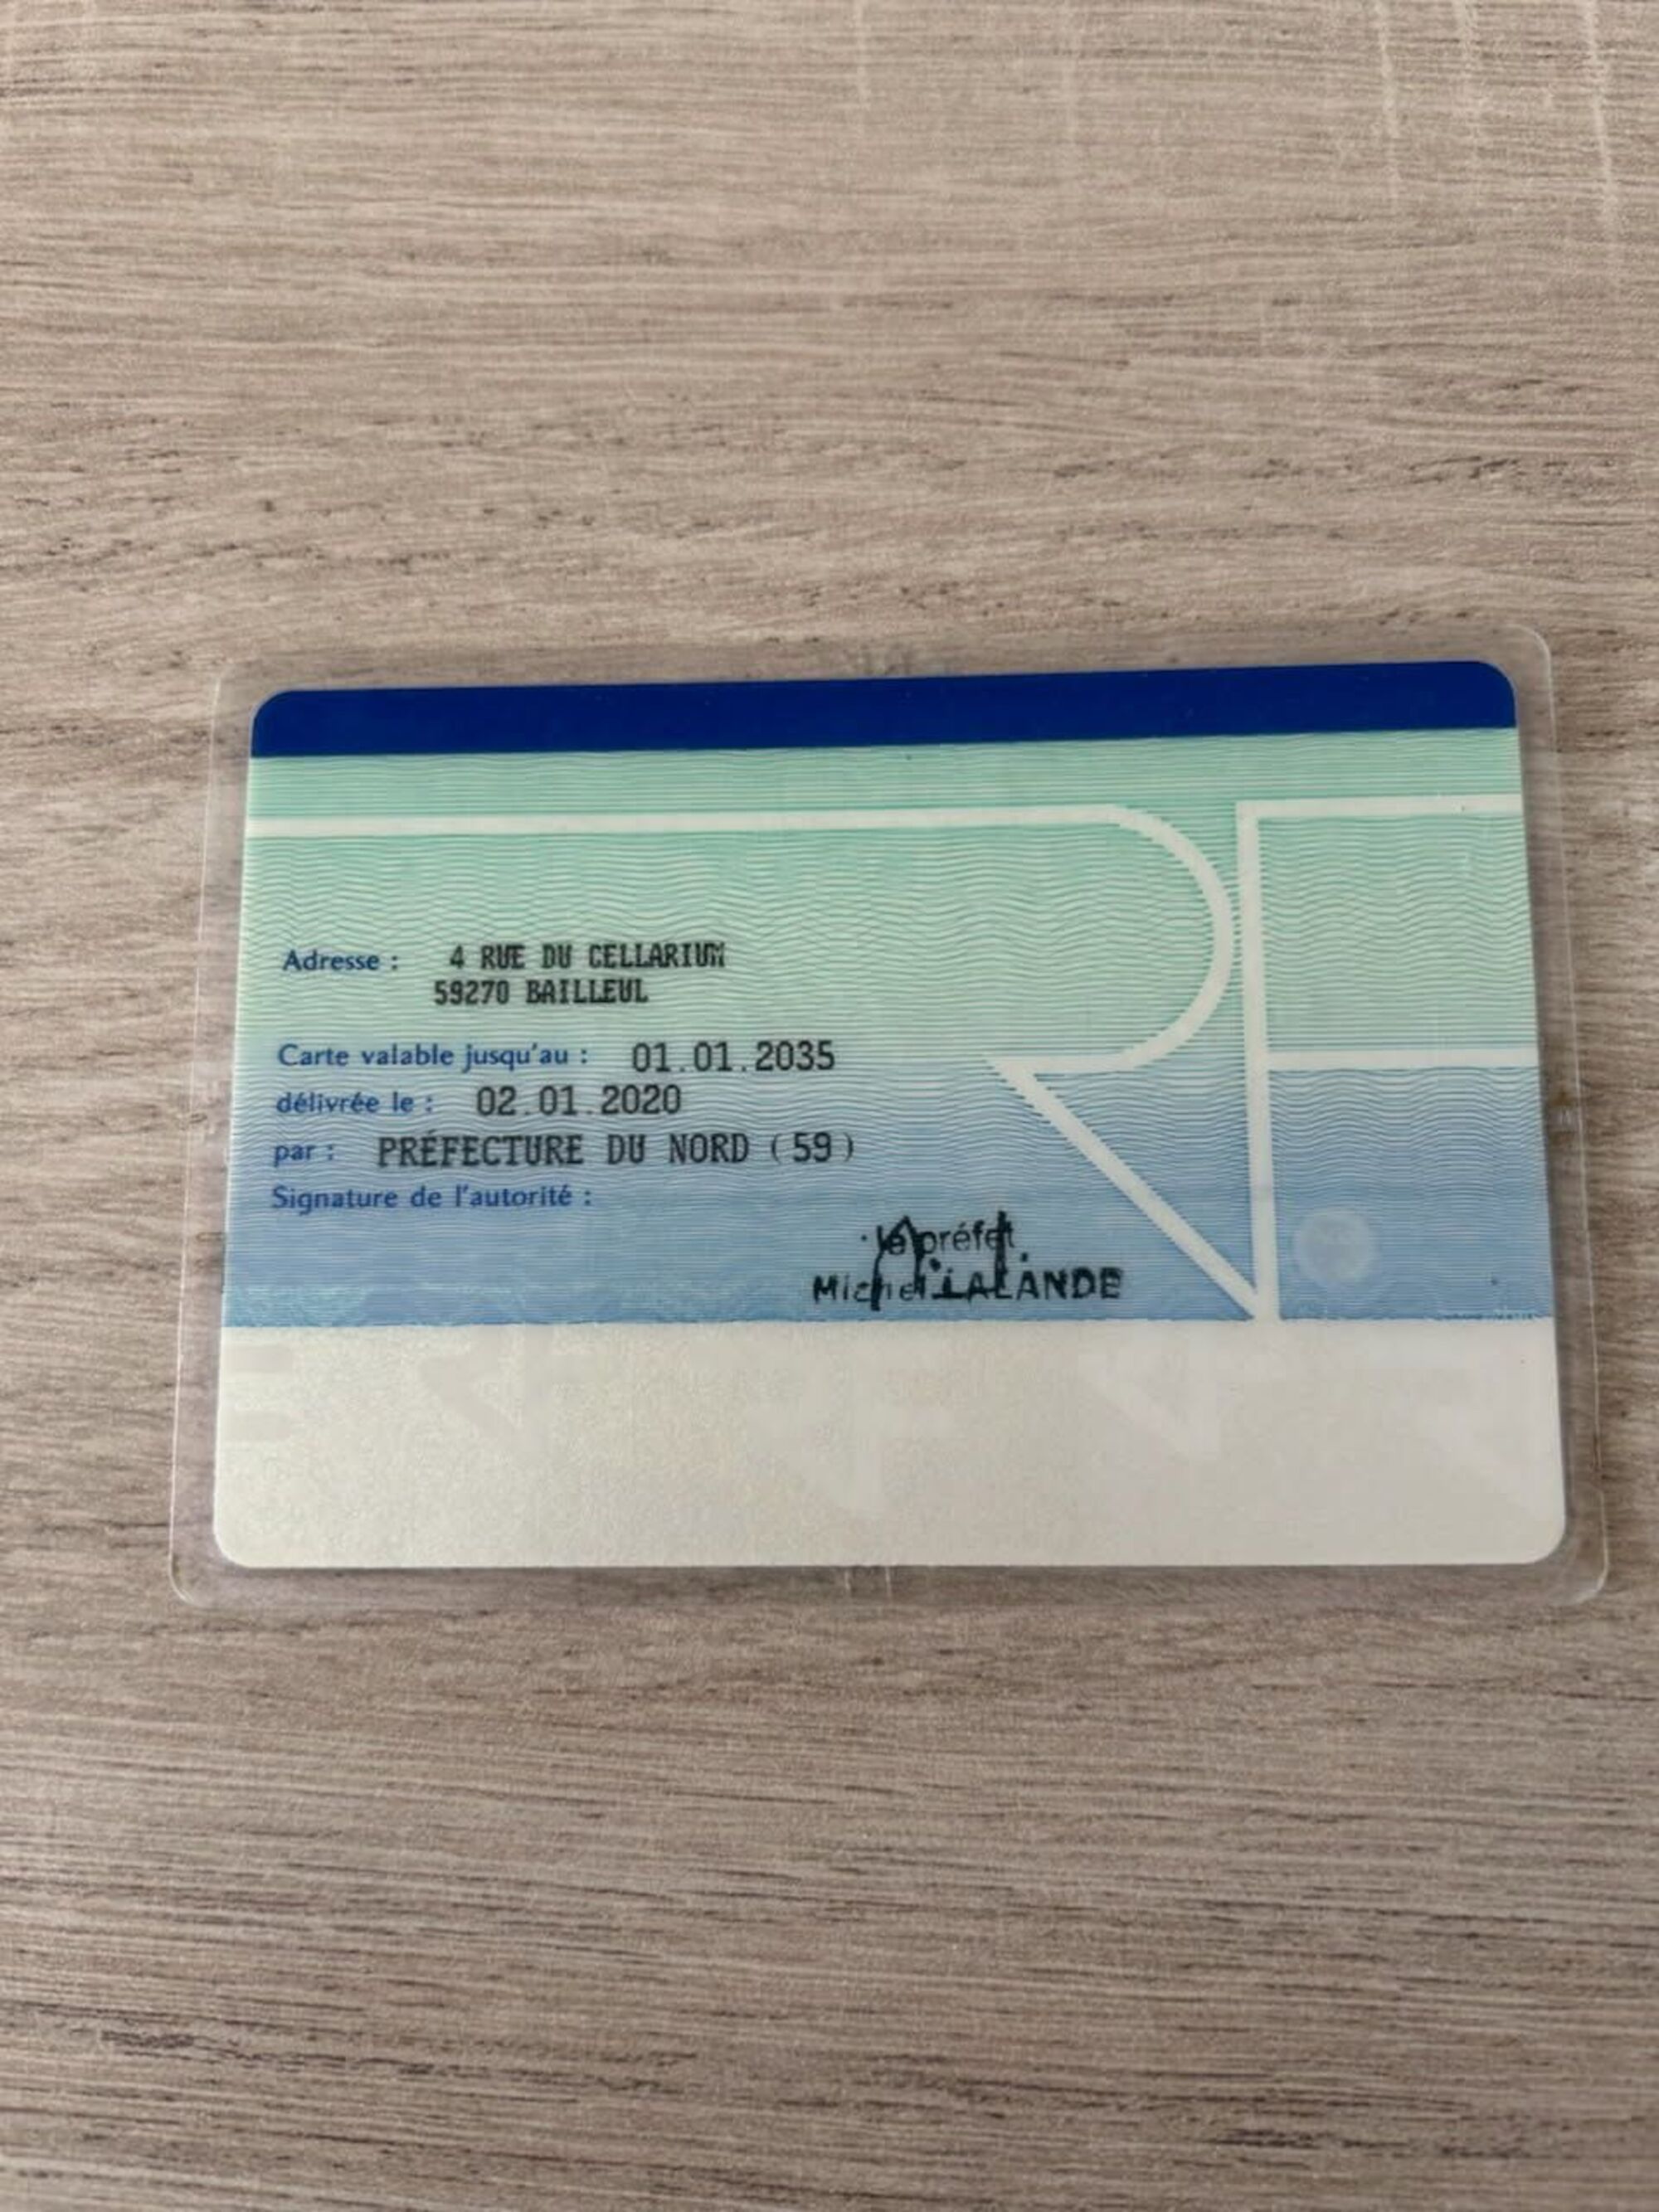 Adresse : 4 RUE DU CELLARIUM
59270 BAILLEUL
Carte valable jusqu'au : 01.01.2035
délivrée le : 02.01.2020
par : PRÉFECTURE DU NORD (59)
Signature de l'autorité :
le préfet
Michel LALANDE
RF